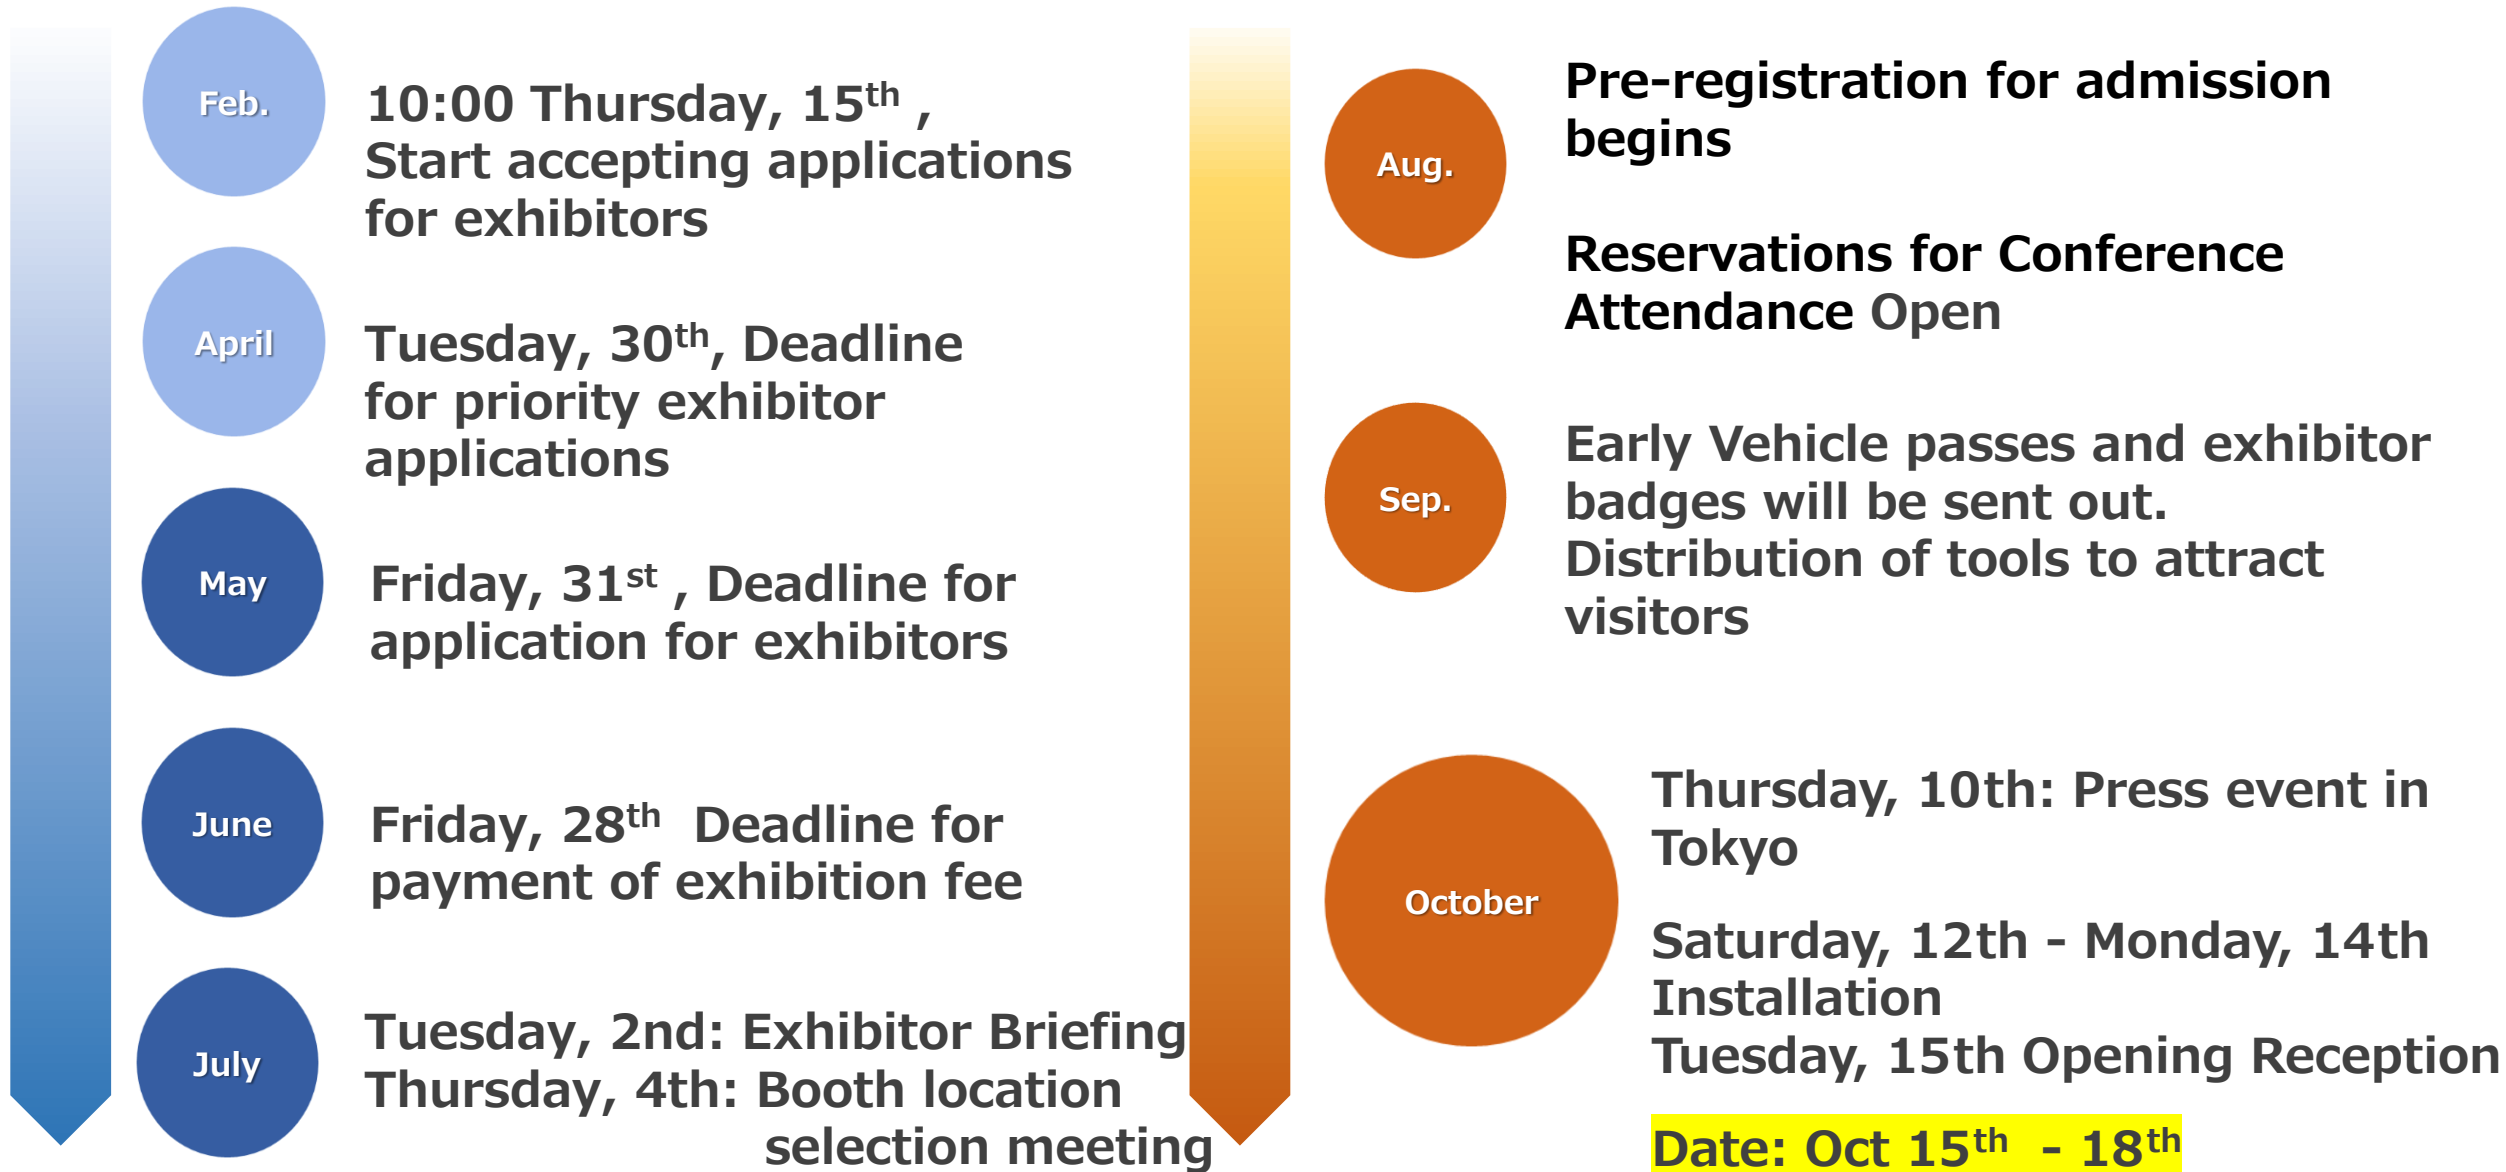 Feb.
10:00 Thursday, 15th ,
Start accepting applications
for exhibitors
April
Tuesday, 30th, Deadline
for priority exhibitor
applications
May
Friday, 31st , Deadline for
application for exhibitors
June
Friday, 28th Deadline for
payment of exhibition fee
July
Tuesday, 2nd: Exhibitor Briefing
Thursday, 4th: Booth location
selection meeting
Aug.
Pre-registration for admission
begins
Reservations for Conference
Attendance Open
Sep.
Early Vehicle passes and exhibitor
badges will be sent out.
Distribution of tools to attract
visitors
October
Thursday, 10th: Press event in
Tokyo
Saturday, 12th - Monday, 14th
Installation
Tuesday, 15th Opening Reception
Date: Oct 15th - 18th